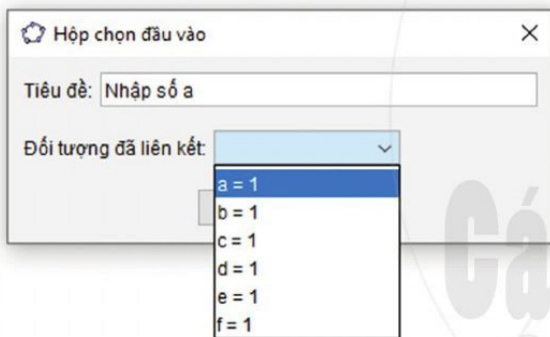 Hộp chọn đầu vào
Tiêu đề: Nhập số a
Đối tượng đã liên kết:
a = 1
b = 1
c = 1
d = 1
e = 1
f = 1
Cá